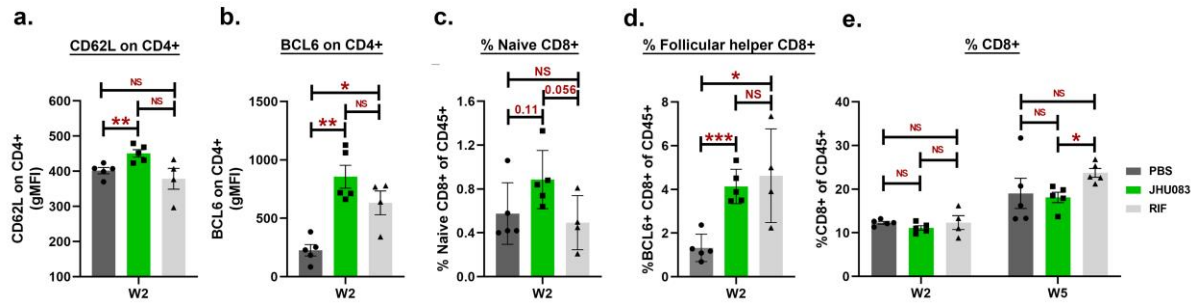 a.
CD62L on CD4+
NS
NS
**
CD62L on CD4+
(gMFI)
600
500
400
300
200
100
W2
b.
BCL6 on CD4+
*
NS
**
BCL6 on CD4+
(gMFI)
1500
1000
500
0
W2
c.
% Naive CD8+
NS
0.056
0.11
% Naive CD8+ of CD45+
1.6
1.2
0.8
0.4
0.0
W2
d.
% Follicular helper CD8+
*
NS
***
%BCL6+ CD8+ of CD45+
8
6
4
2
0
W2
e.
% CD8+
NS
NS
NS
NS
NS
*
%CD8+ of CD45+
40
30
20
10
0
W2
W5
PBS
JHU083
RIF